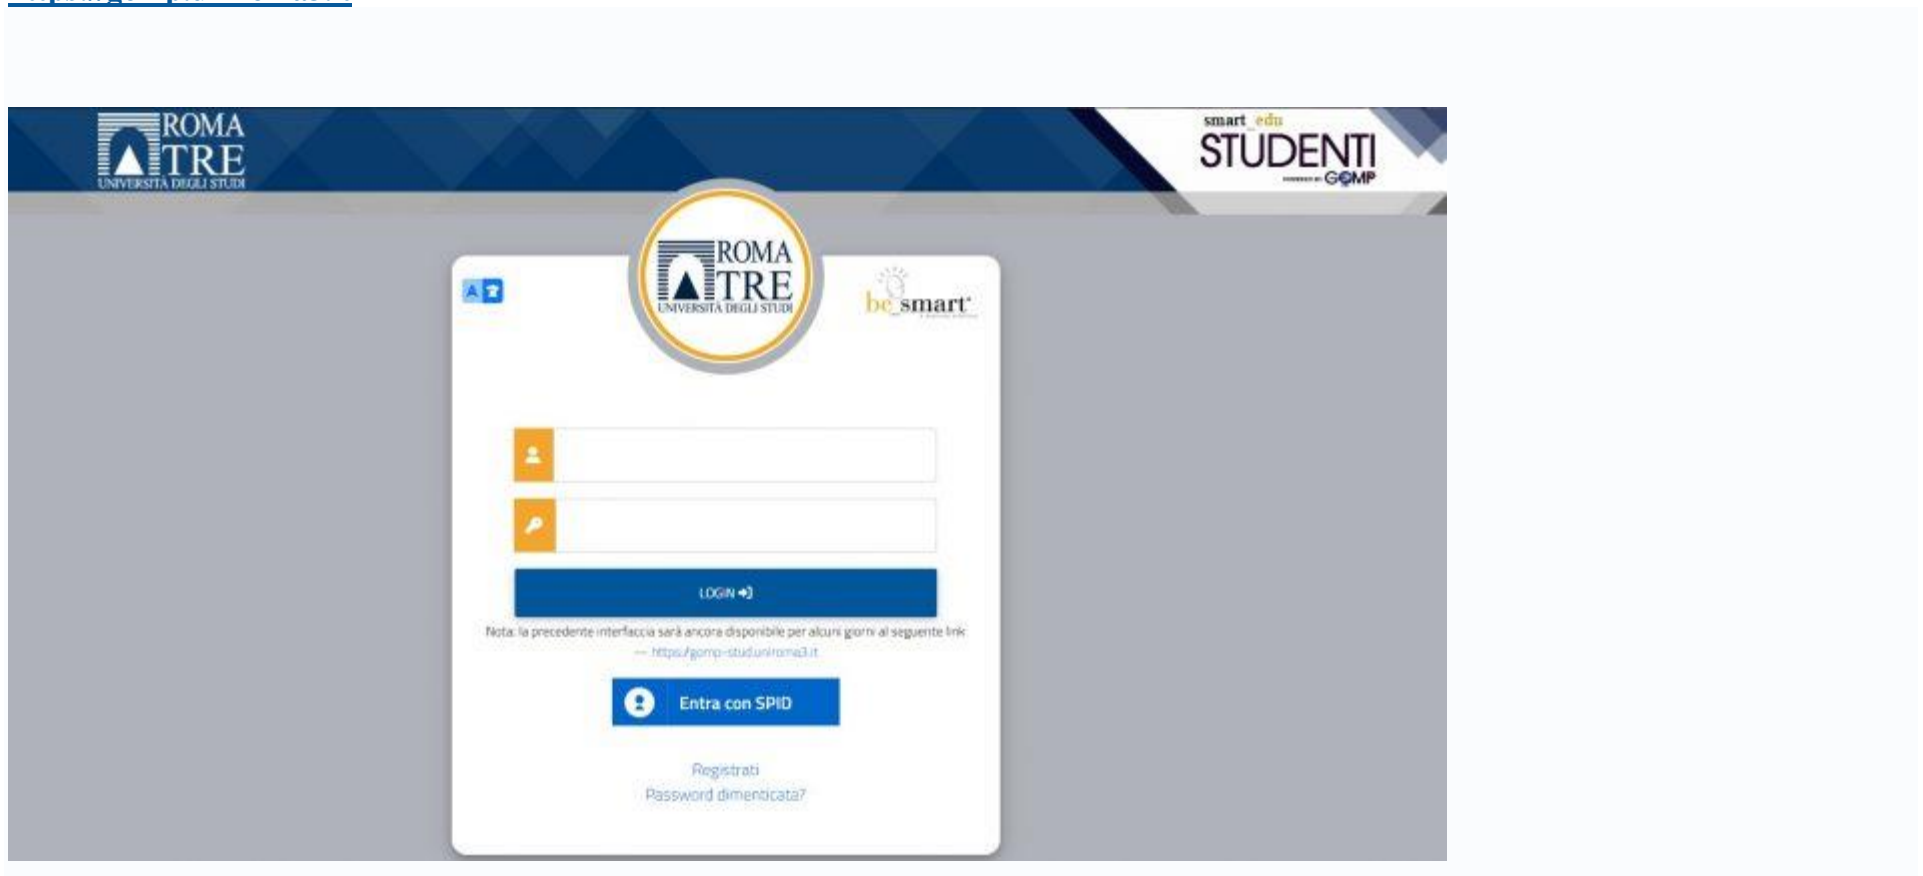 ROMA
TRE
UNIVERSITÀ DEGLI STUDI
smart_edu
STUDENTI
GOMP
ROMA
TRE
UNIVERSITÀ DEGLI STUDI
be_smart
A
LOGIN
Nota: la precedente interfaccia sarà ancora disponibile per alcuni giorni al seguente link
— https://gomp-stud.uniroma3.it
Entra con SPID
Registrati
Password dimenticata?